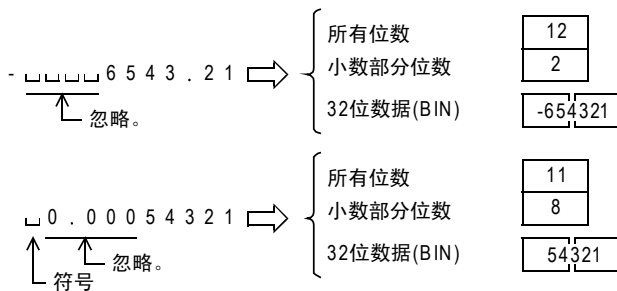 所有位数 12
- ␣␣␣␣6543.21 小数部分位数 2
忽略。 32位数据(BIN) -654321
所有位数 11
␣0.00054321 小数部分位数 8
忽略。 32位数据(BIN) 54321
符号